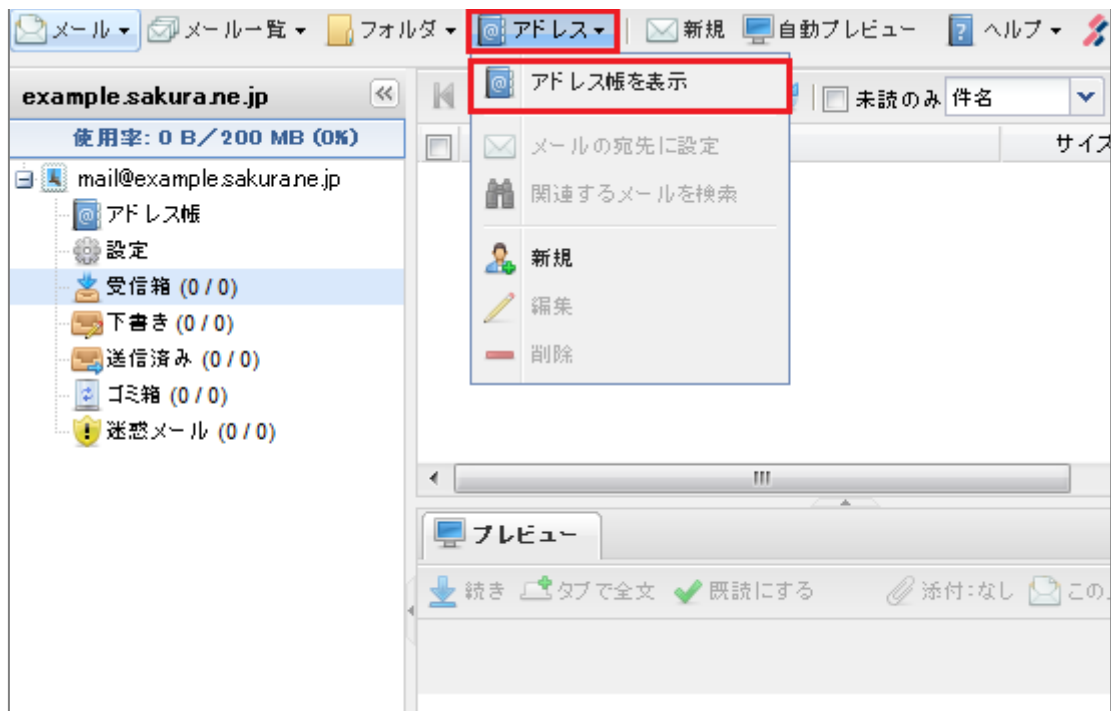 メール メール一覧 フォルダ アドレス 新規 自動プレビュー ヘルプ
example.sakura.ne.jp
アドレス帳を表示
未読のみ 件名
使用率: 0 B／200 MB (0%)
メールの宛先に設定
サイズ
mail@example.sakura.ne.jp
関連するメールを検索
アドレス帳
設定
新規
受信箱 (0 / 0)
編集
下書き (0 / 0)
送信済み (0 / 0)
削除
ゴミ箱 (0 / 0)
迷惑メール (0 / 0)
プレビュー
続き タブで全文 既読にする 添付:なし この